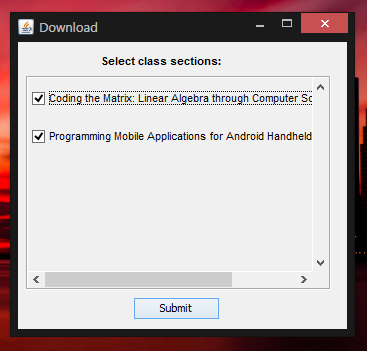 Download
Select class sections:
Coding the Matrix: Linear Algebra through Computer Sc
Programming Mobile Applications for Android Handheld
Submit